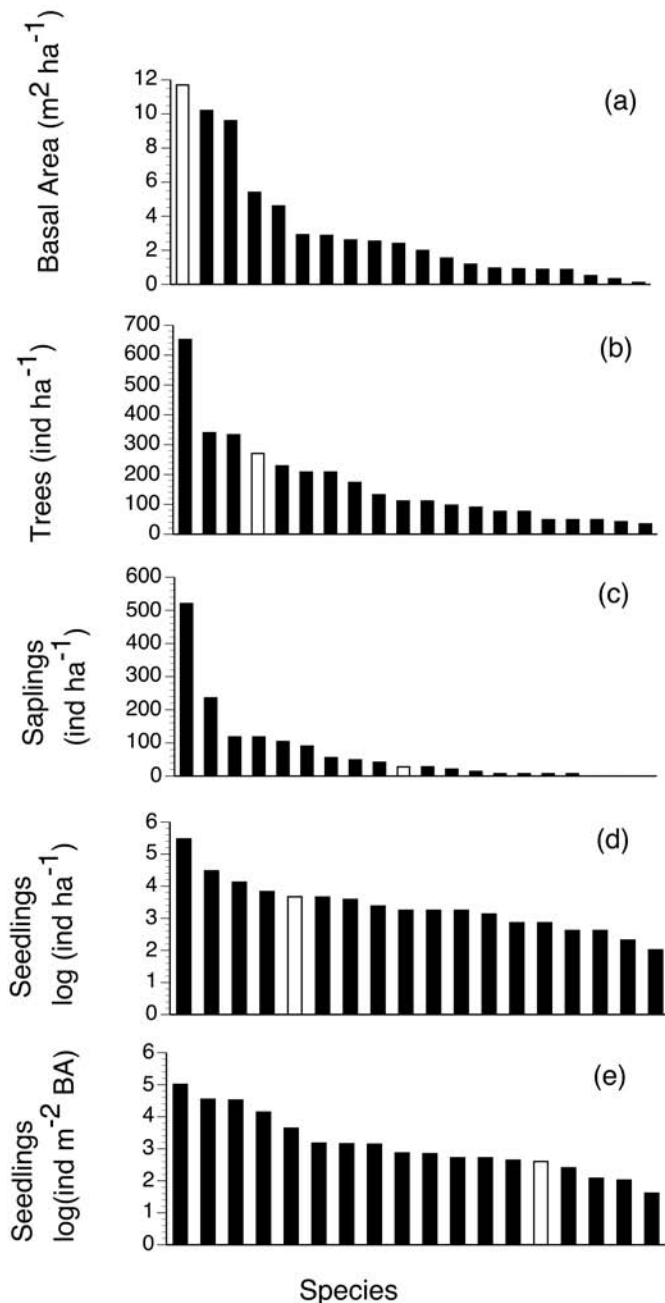 Basal Area (m² ha⁻¹)
12
10
8
6
4
2
0
(a)
Trees (ind ha⁻¹)
700
600
500
400
300
200
100
0
(b)
Saplings
(ind ha⁻¹)
600
500
400
300
200
100
0
(c)
Seedlings
log (ind ha⁻¹)
6
5
4
3
2
1
0
(d)
Seedlings
log(ind m⁻² BA)
6
5
4
3
2
1
0
(e)
Species